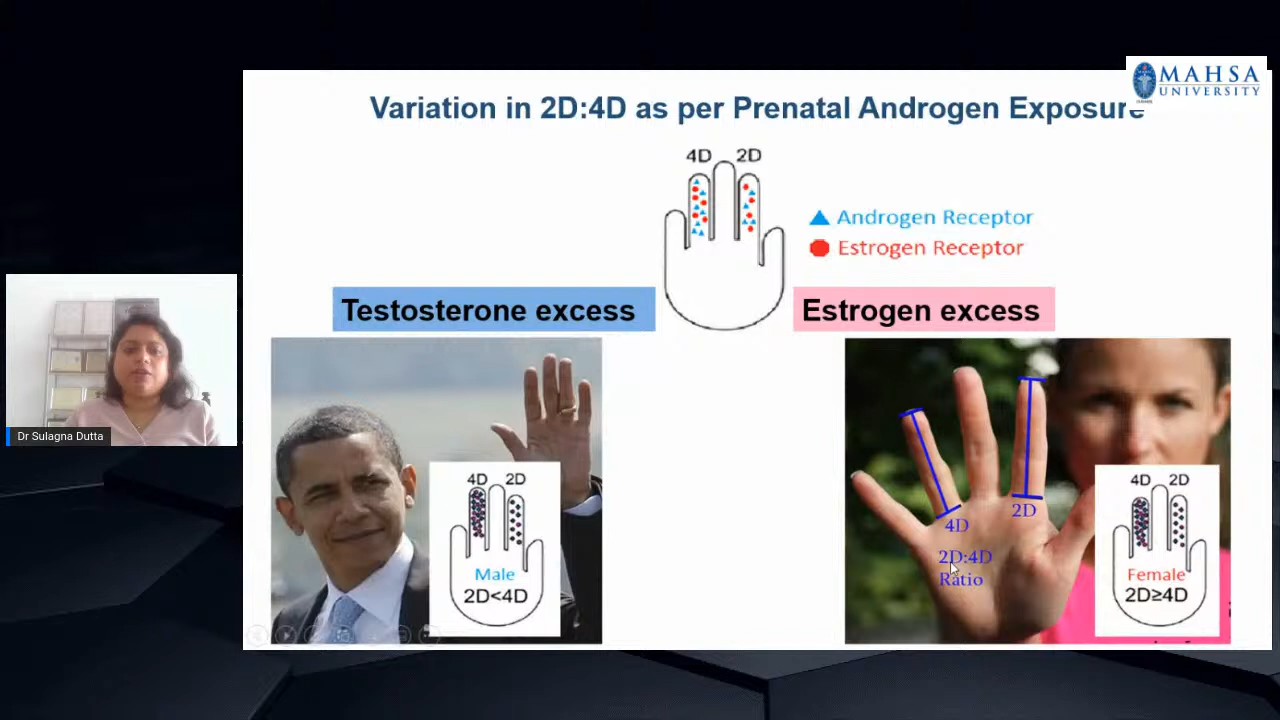 MAHSA
UNIVERSITY
Variation in 2D:4D as per Prenatal Androgen Exposure
4D 2D
Androgen Receptor
Estrogen Receptor
Testosterone excess
Estrogen excess
Dr Sulagna Dutta
4D 2D
Male
2D<4D
4D
2D
2D:4D
Ratio
4D 2D
Female
2D≥4D